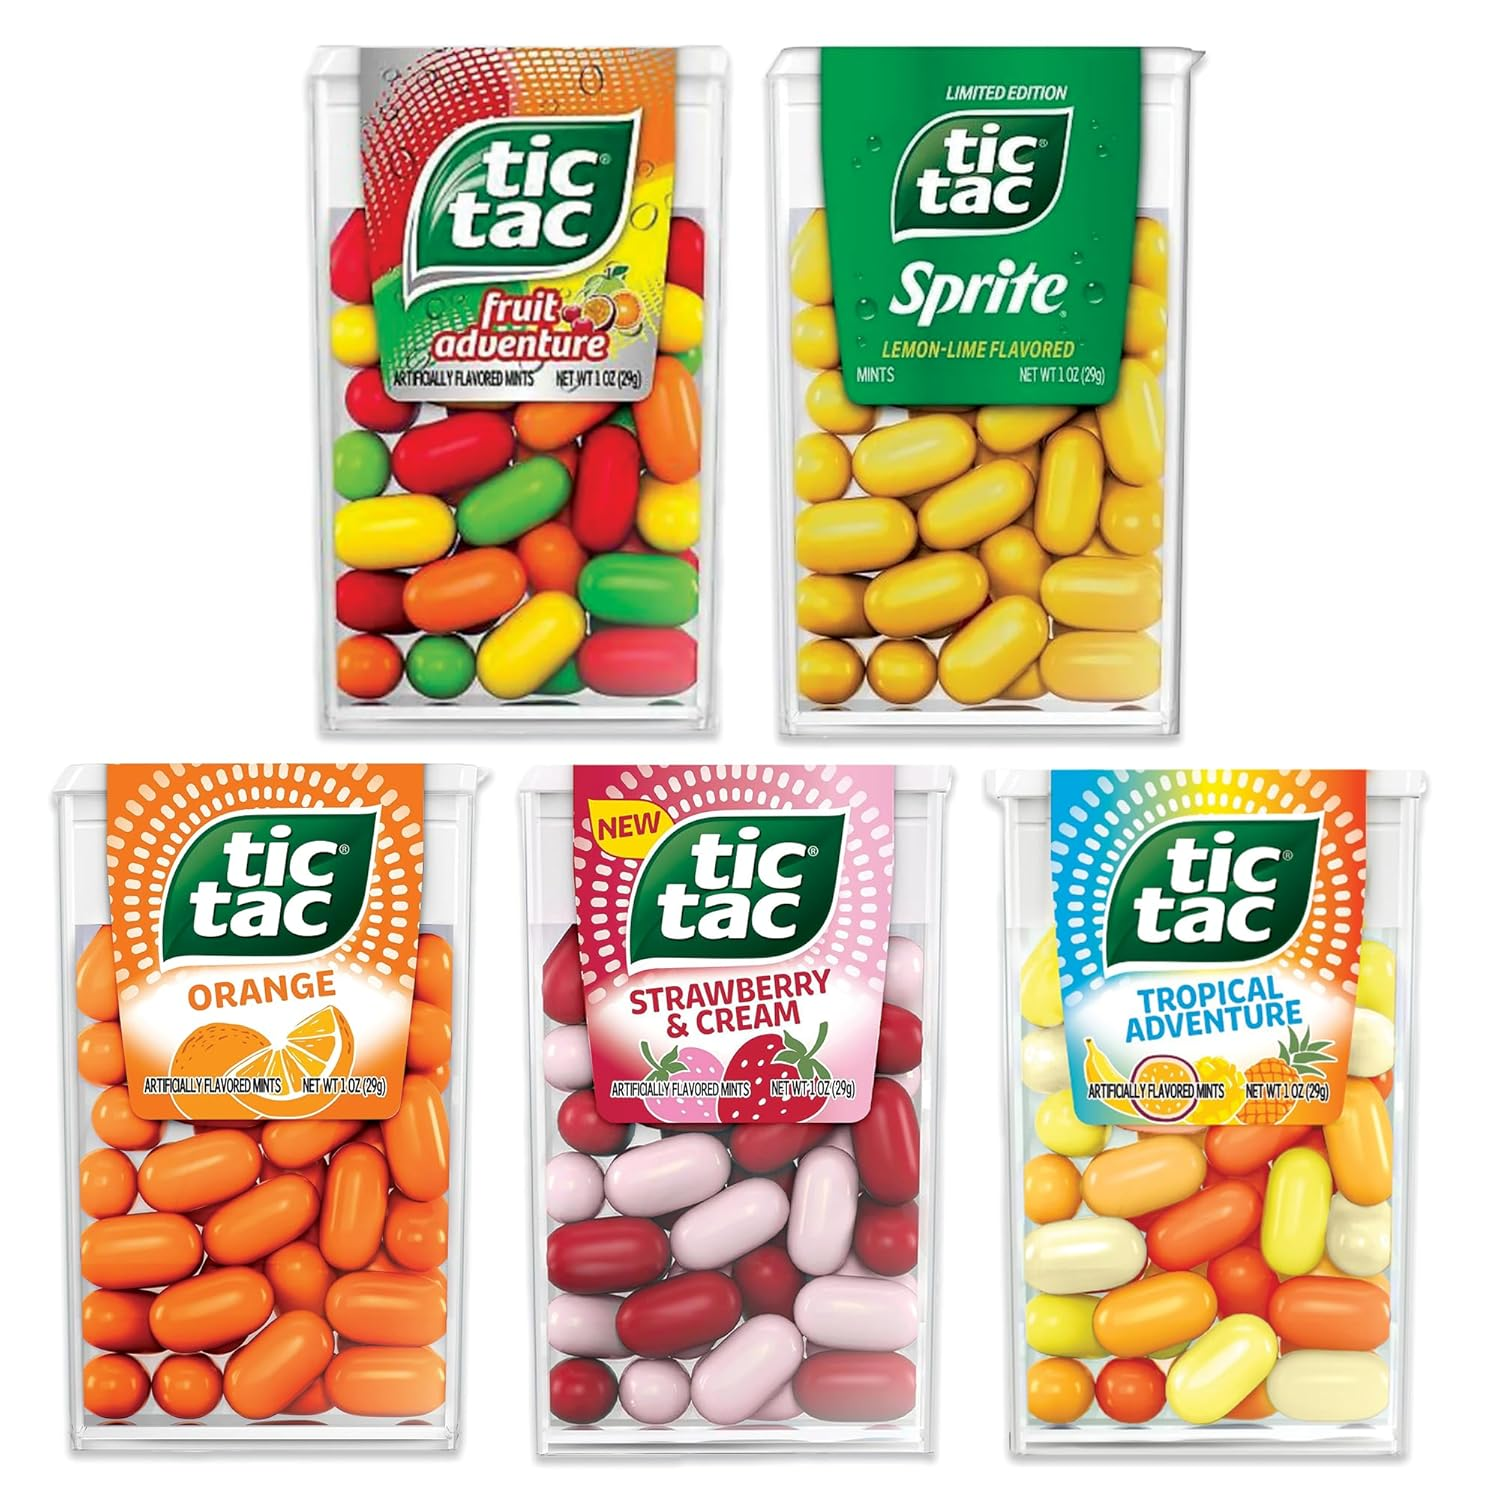 tic®
tac
fruit
adventure
ARTIFICIALLY FLAVORED MINTS NET WT 1 OZ (29g)
LIMITED EDITION
tic®
tac
Sprite®
LEMON-LIME FLAVORED
MINTS NET WT 1 OZ (29g)
tic®
tac
ORANGE
ARTIFICIALLY FLAVORED MINTS NET WT 1 OZ (29g)
NEW
tic®
tac
STRAWBERRY
& CREAM
ARTIFICIALLY FLAVORED MINTS NET WT 1 OZ (29g)
tic®
tac
TROPICAL
ADVENTURE
ARTIFICIALLY FLAVORED MINTS NET WT 1 OZ (29g)